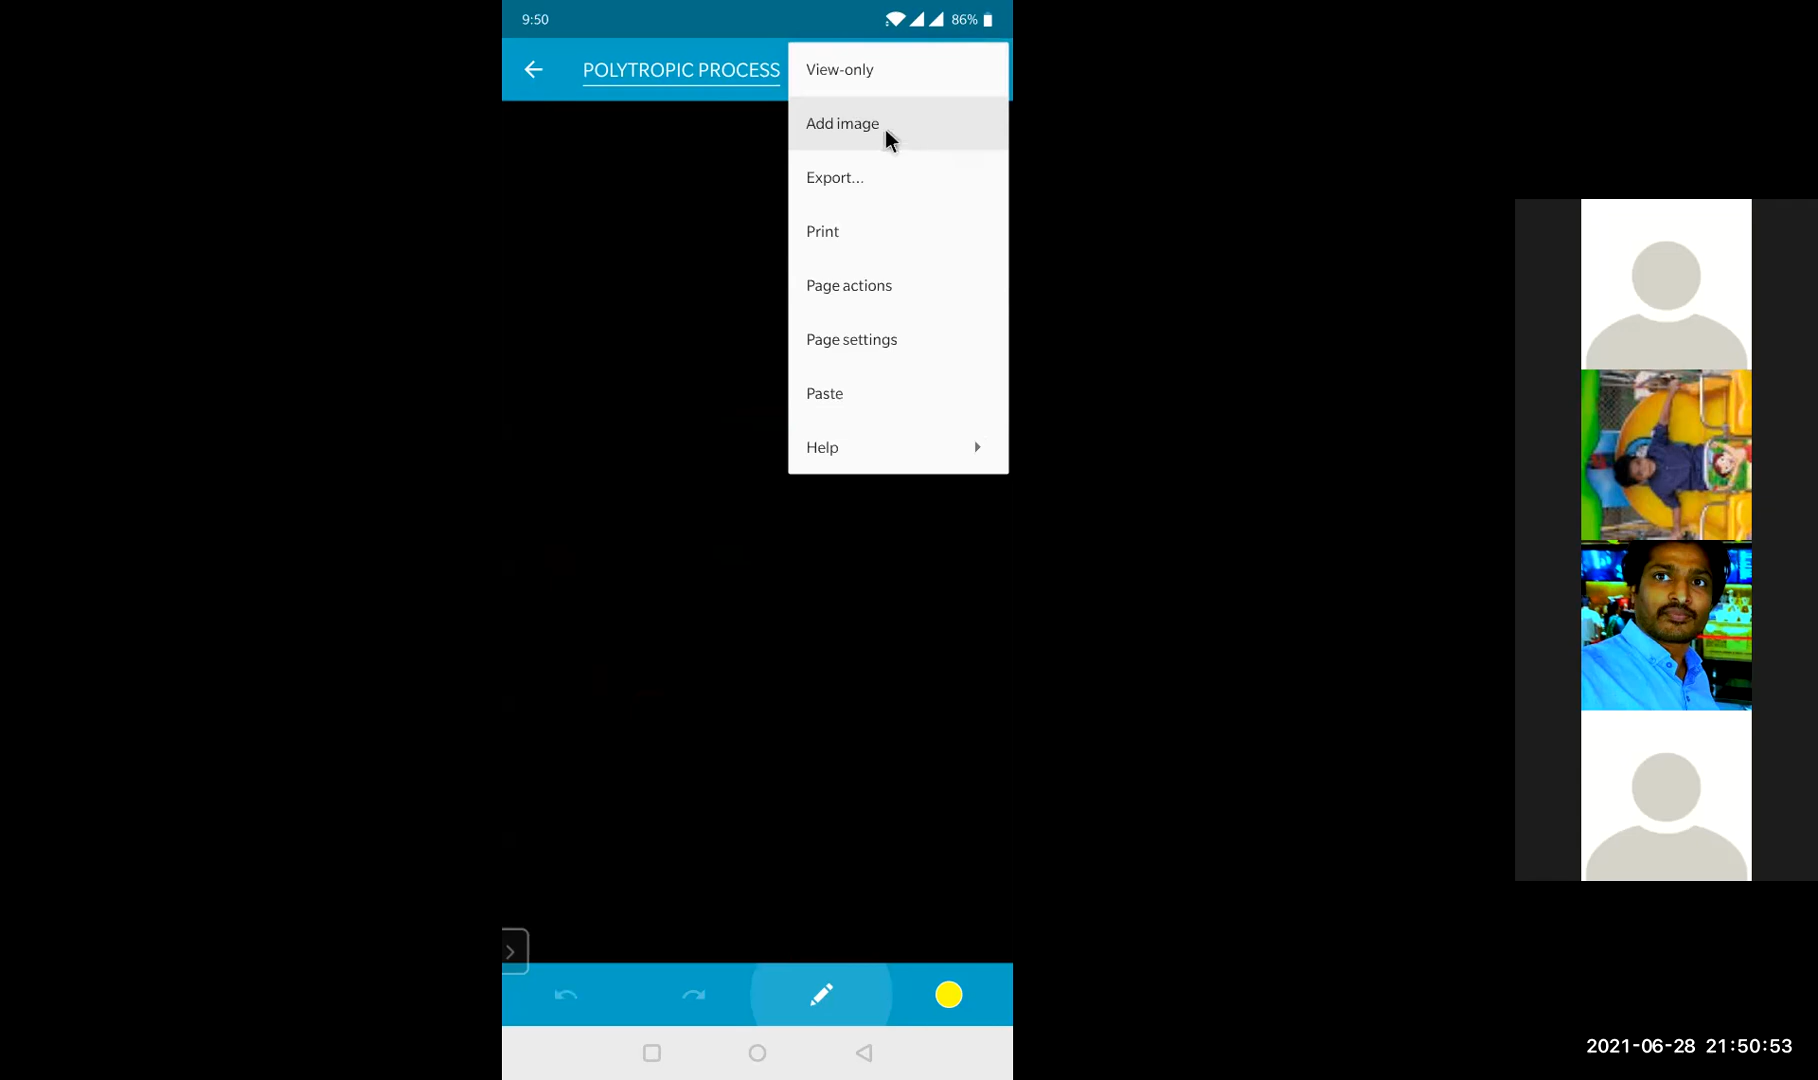 9:50
86%
POLYTROPIC PROCESS
View-only
Add image
Export...
Print
Page actions
Page settings
Paste
Help
2021-06-28 21:50:53